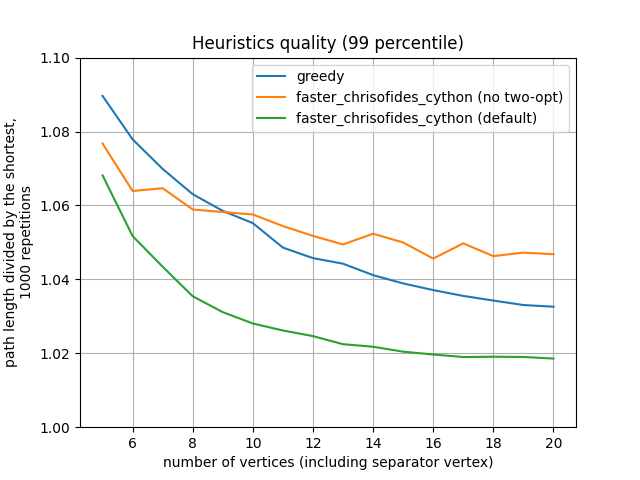 Heuristics quality (99 percentile)
greedy
faster_chrisofides_cython (no two-opt)
faster_chrisofides_cython (default)
path length divided by the shortest,
1000 repetitions
1.10
1.08
1.06
1.04
1.02
1.00
6 8 10 12 14 16 18 20
number of vertices (including separator vertex)